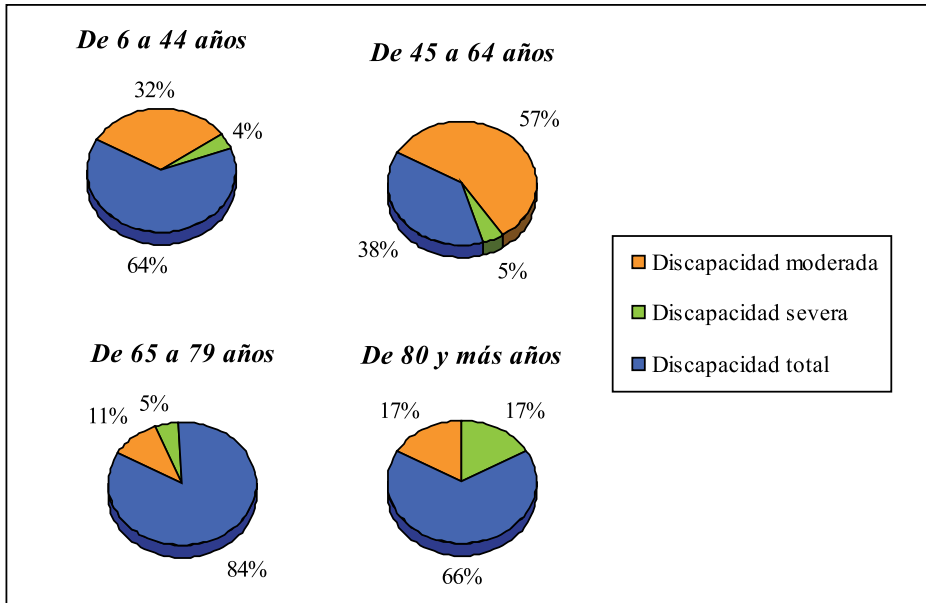 De 6 a 44 años
32%
4%
64%
De 45 a 64 años
57%
38%
5%
De 65 a 79 años
11%
5%
84%
De 80 y más años
17%
17%
66%
Discapacidad moderada
Discapacidad severa
Discapacidad total